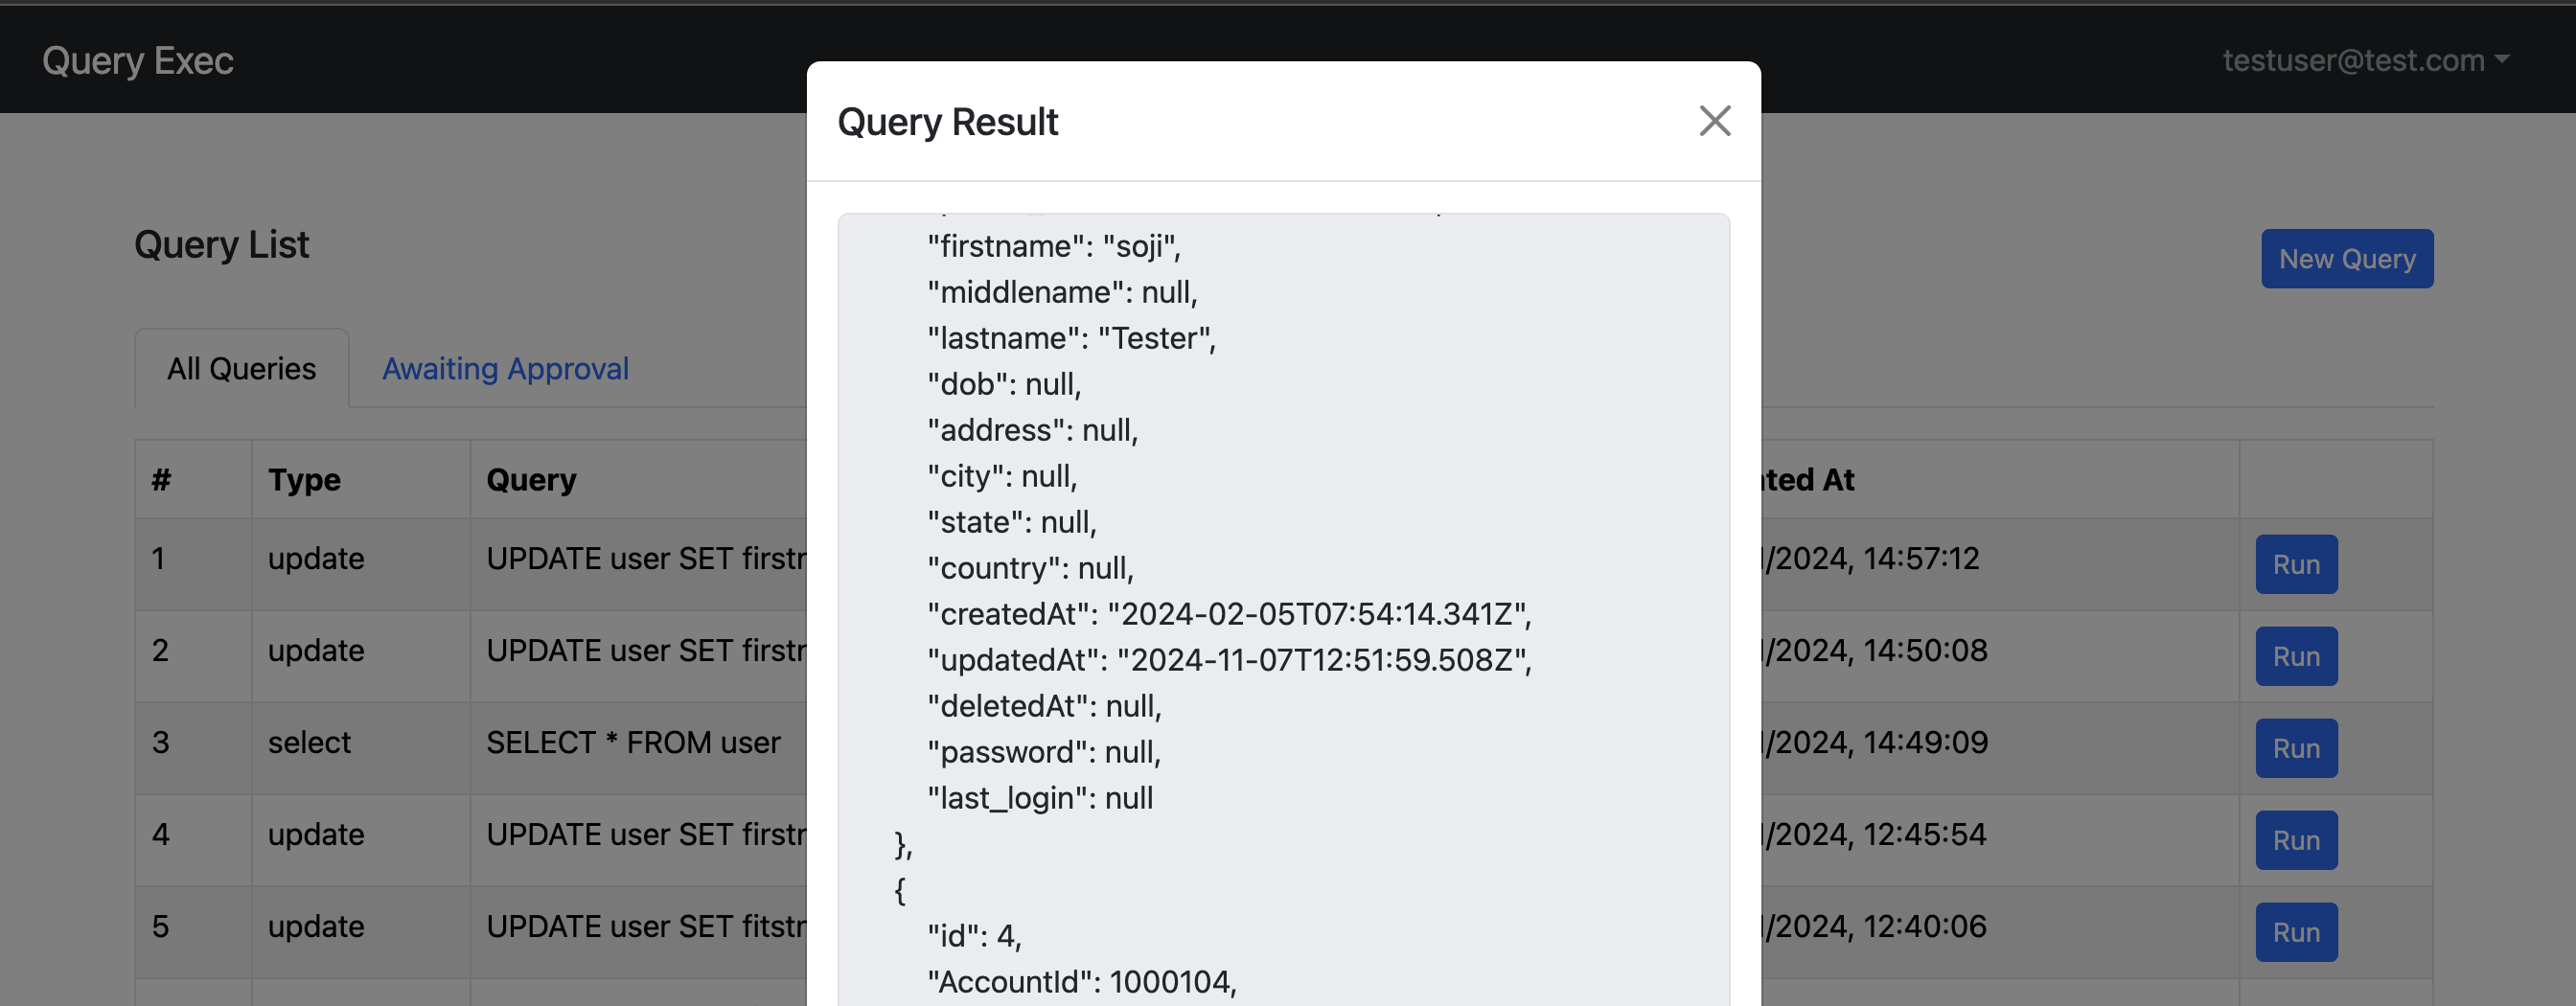 Query Exec
testuser@test.com
Query Result
Query List
New Query
All Queries
Awaiting Approval
# Type Query ted At
1 update UPDATE user SET firstr /2024, 14:57:12 Run
2 update UPDATE user SET firstr /2024, 14:50:08 Run
3 select SELECT * FROM user /2024, 14:49:09 Run
4 update UPDATE user SET firstr /2024, 12:45:54 Run
5 update UPDATE user SET fitstr /2024, 12:40:06 Run
"firstname": "soji",
"middlename": null,
"lastname": "Tester",
"dob": null,
"address": null,
"city": null,
"state": null,
"country": null,
"createdAt": "2024-02-05T07:54:14.341Z",
"updatedAt": "2024-11-07T12:51:59.508Z",
"deletedAt": null,
"password": null,
"last_login": null
},
{
"id": 4,
"AccountId": 1000104,